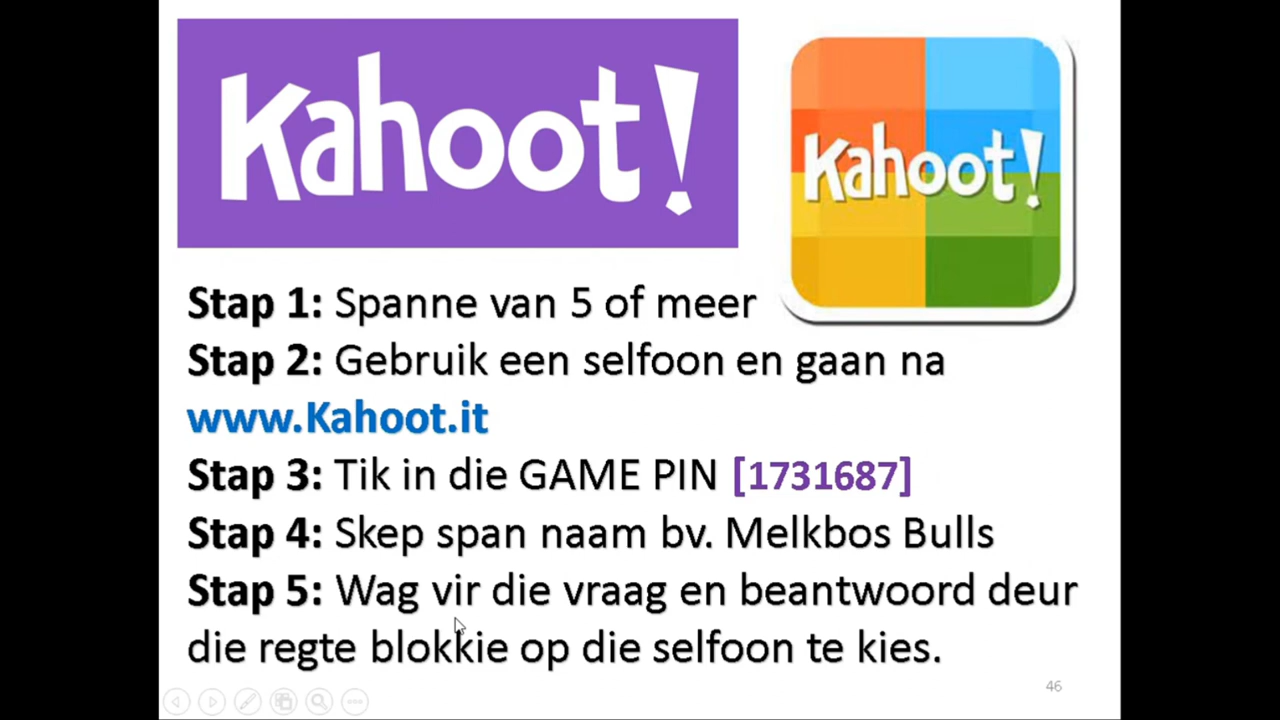 Kahoot!
Kahoot!
Stap 1: Spanne van 5 of meer
Stap 2: Gebruik een selfoon en gaan na
www.Kahoot.it
Stap 3: Tik in die GAME PIN [1731687]
Stap 4: Skep span naam bv. Melkbos Bulls
Stap 5: Wag vir die vraag en beantwoord deur
die regte blokkie op die selfoon te kies.
46